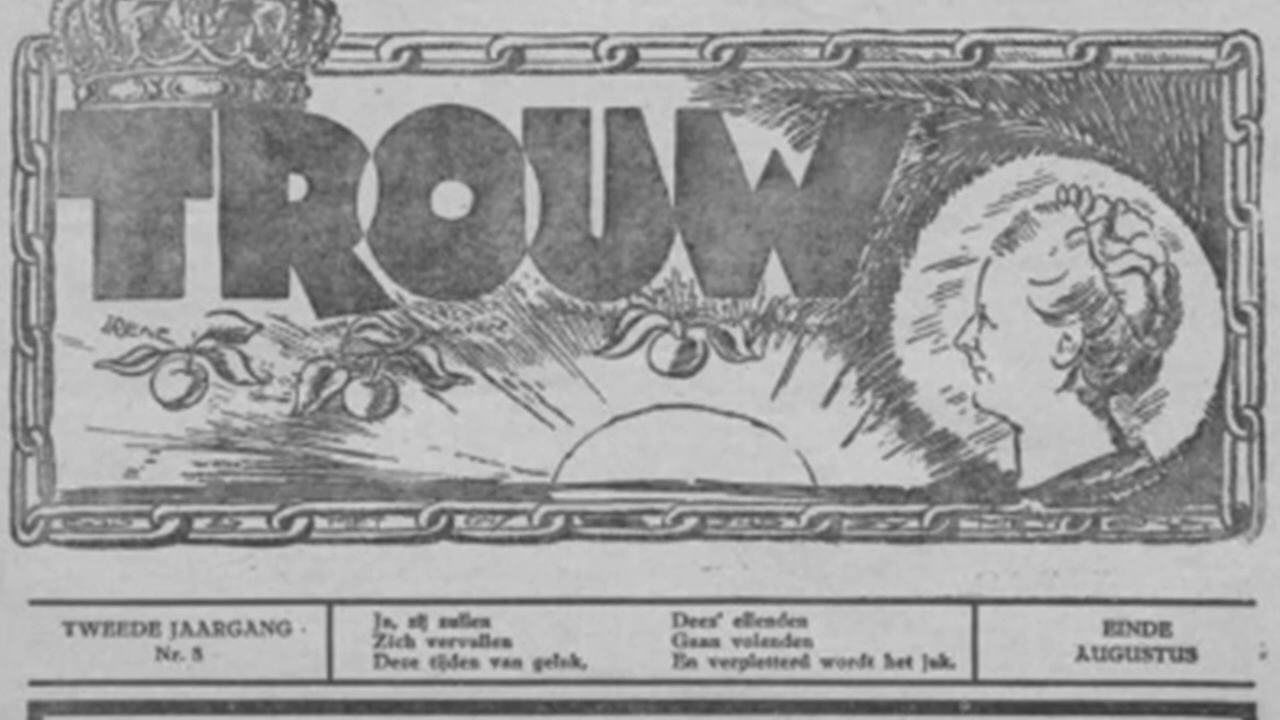 TROUW
IRENE
TWEEDE JAARGANG
Nr. 8
Ja, zij zullen
Zich vervullen
Deze tijden van geluk,
Dees' ellenden
Gaan volenden
En verpletterd wordt het juk.
EINDE
AUGUSTUS